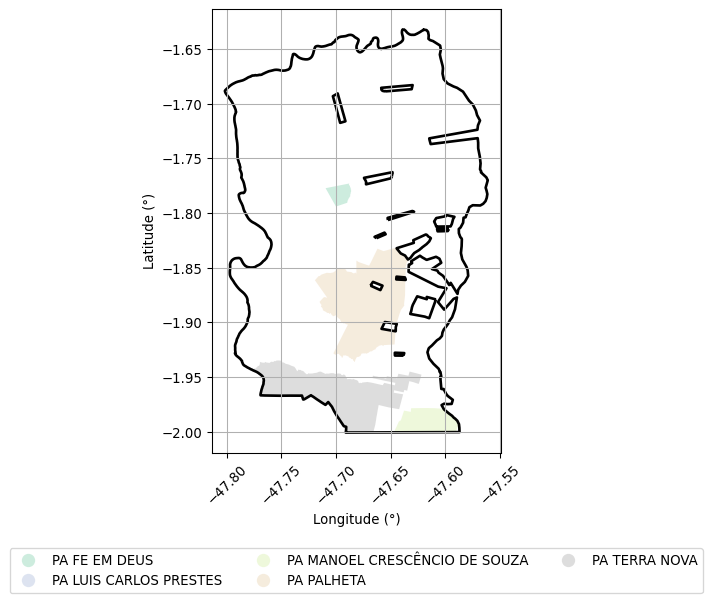 −1.65
−1.70
−1.75
−1.80
−1.85
−1.90
−1.95
−2.00
Latitude (°)
−47.80
−47.75
−47.70
−47.65
−47.60
−47.55
Longitude (°)
PA FE EM DEUS
PA LUIS CARLOS PRESTES
PA MANOEL CRESCÊNCIO DE SOUZA
PA PALHETA
PA TERRA NOVA